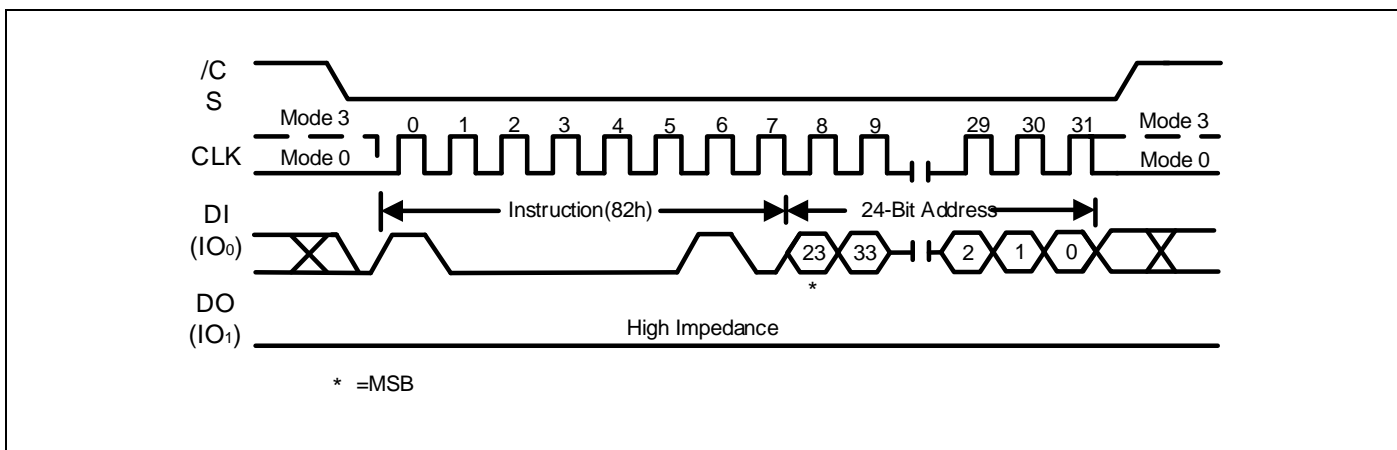 /C
S
Mode 3
0 1 2 3 4 5 6 7 8 9 29 30 31
Mode 3
CLK
Mode 0
Mode 0
DI
(IO₀)
Instruction(82h)
24-Bit Address
23 33 2 1 0
*
DO
(IO₁)
High Impedance
* =MSB